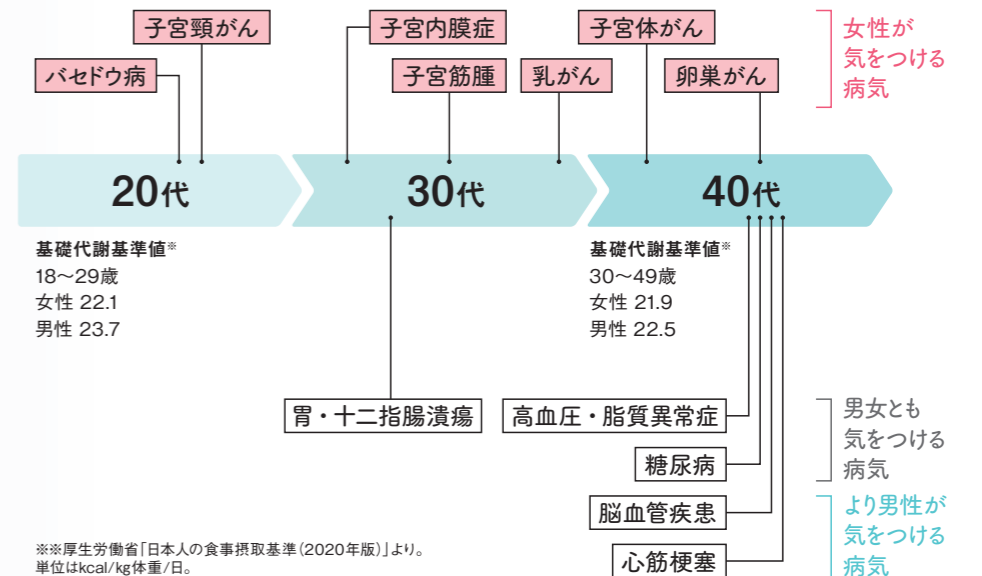 子宮頸がん
子宮内膜症
子宮体がん
女性が
気をつける
病気
バセドウ病
子宮筋腫
乳がん
卵巣がん
20代
30代
40代
基礎代謝基準値※
18〜29歳
女性 22.1
男性 23.7
基礎代謝基準値※
30〜49歳
女性 21.9
男性 22.5
胃・十二指腸潰瘍
高血圧・脂質異常症
男女とも
気をつける
病気
糖尿病
脳血管疾患
より男性が
気をつける
病気
心筋梗塞
※※厚生労働省「日本人の食事摂取基準（2020年版）」より。
単位はkcal/kg体重/日。